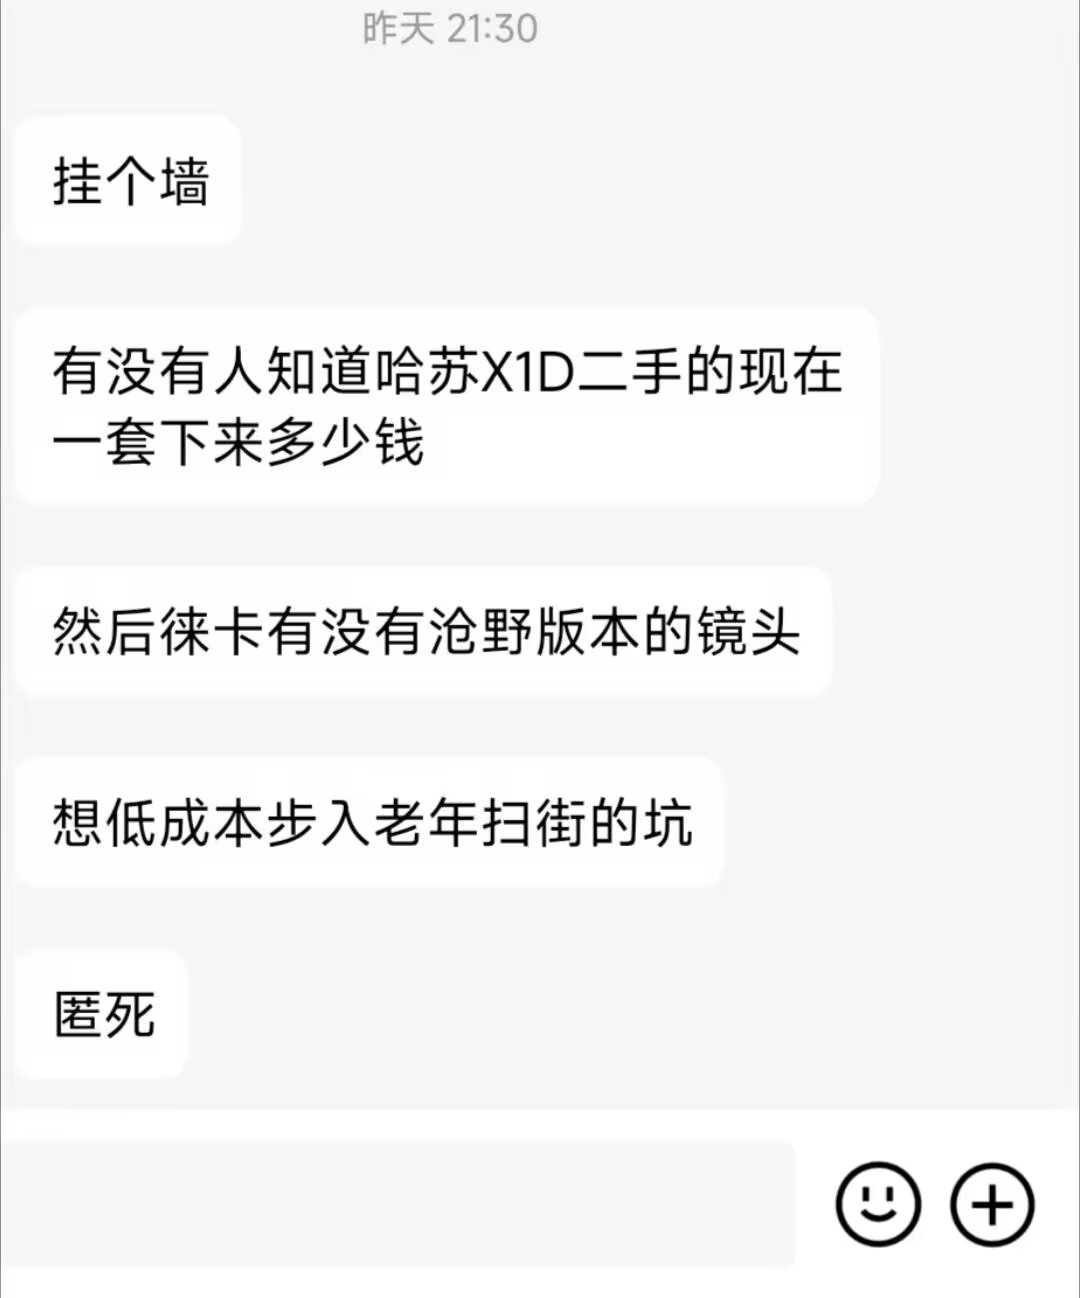 昨天 21:30
挂个墙
有没有人知道哈苏X1D二手的现在
一套下来多少钱
然后徕卡有没有沧野版本的镜头
想低成本步入老年扫街的坑
匿死